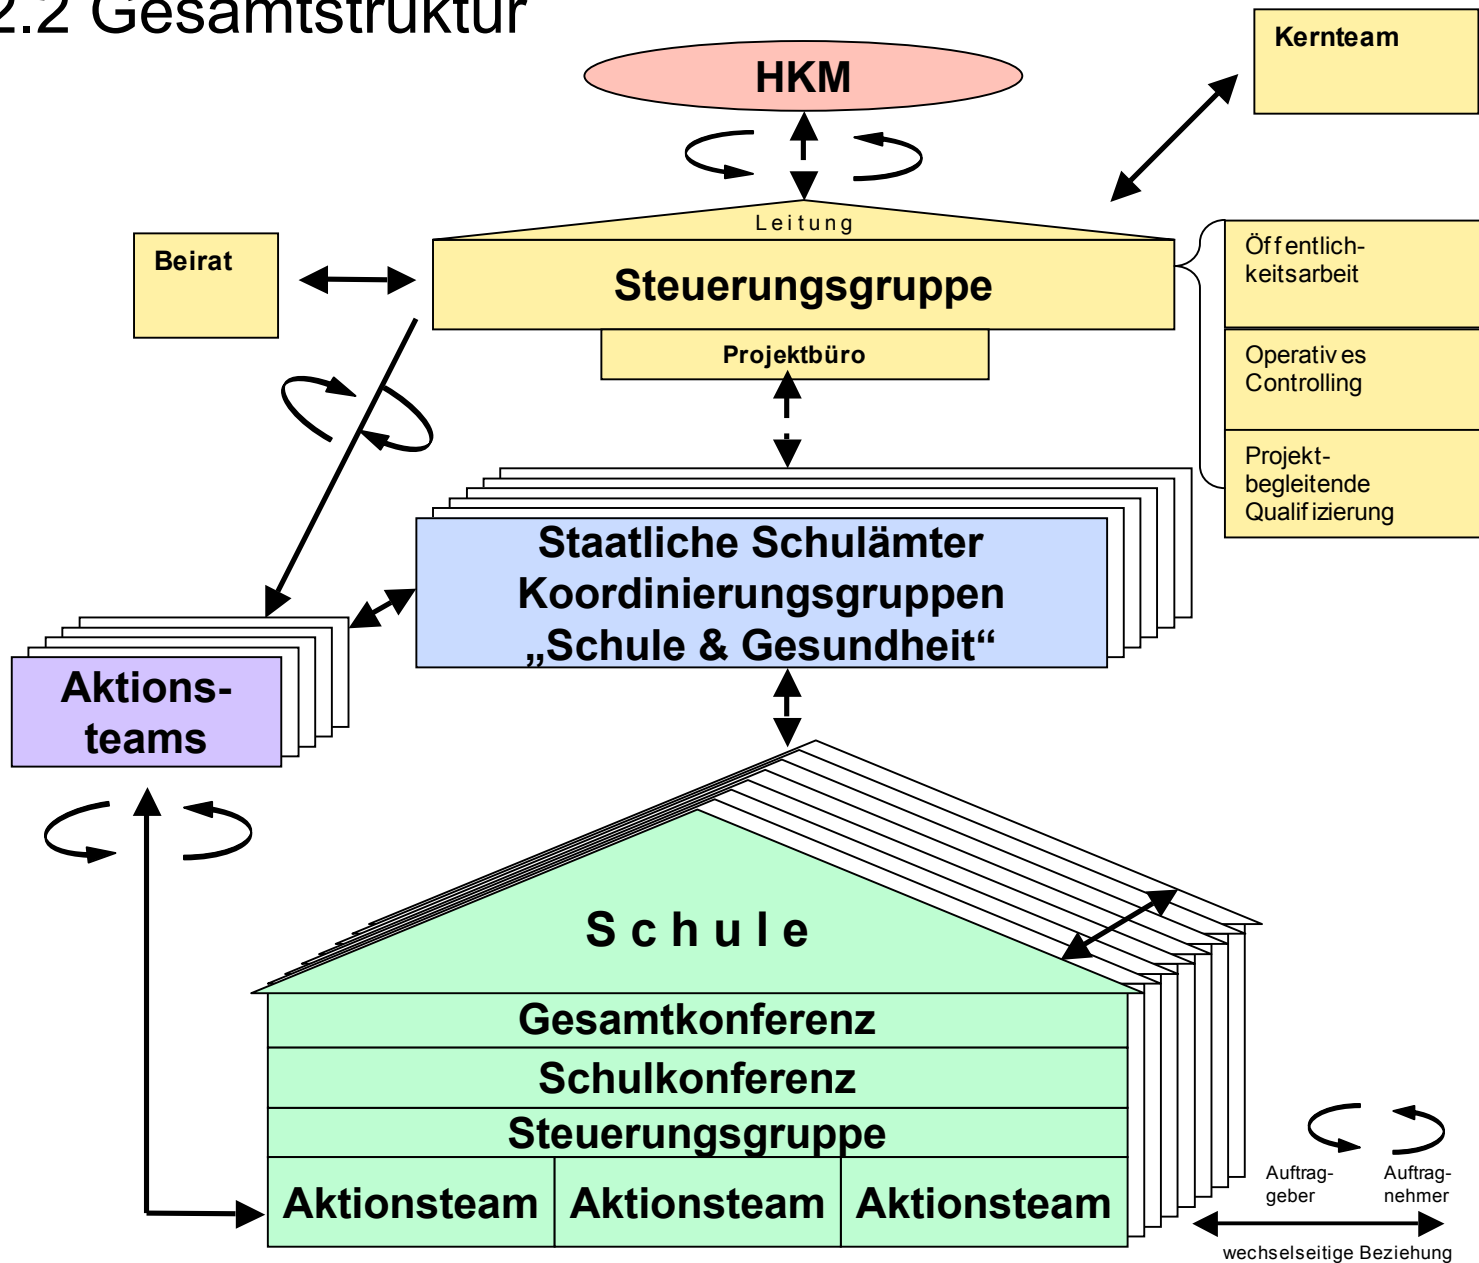 2.2 Gesamtstruktur
Kernteam
HKM
Leitung
Beirat
Steuerungsgruppe
Projektbüro
Öffentlich-
keitsarbeit
Operatives
Controlling
Projekt-
begleitende
Qualifizierung
Staatliche Schulämter
Koordinierungsgruppen
„Schule & Gesundheit“
Aktions-
teams
Schule
Gesamtkonferenz
Schulkonferenz
Steuerungsgruppe
Aktionsteam Aktionsteam Aktionsteam
Auftrag-
geber
Auftrag-
nehmer
wechselseitige Beziehung